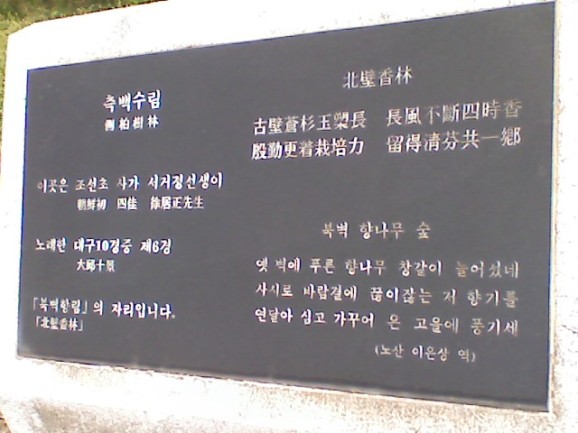 측백수림
側柏樹林
이곳은 조선초 사가 서거정선생이
朝鮮初 四佳 徐居正先生
노래한 대구10경중 제6경
大邱十景
「북벽향림」의 자리입니다.
「北壁香林」
北壁香林
古壁蒼杉玉槊長 長風不斷四時香
殷勤更着栽培力 留得清芬共一鄕
북벽 향나무 숲
옛 벽에 푸른 향나무 창같이 늘어섰네
사시로 바람결에 끊이잖는 저 향기를
연달아 심고 가꾸어 온 고을에 풍기세
(노산 이은상 역)